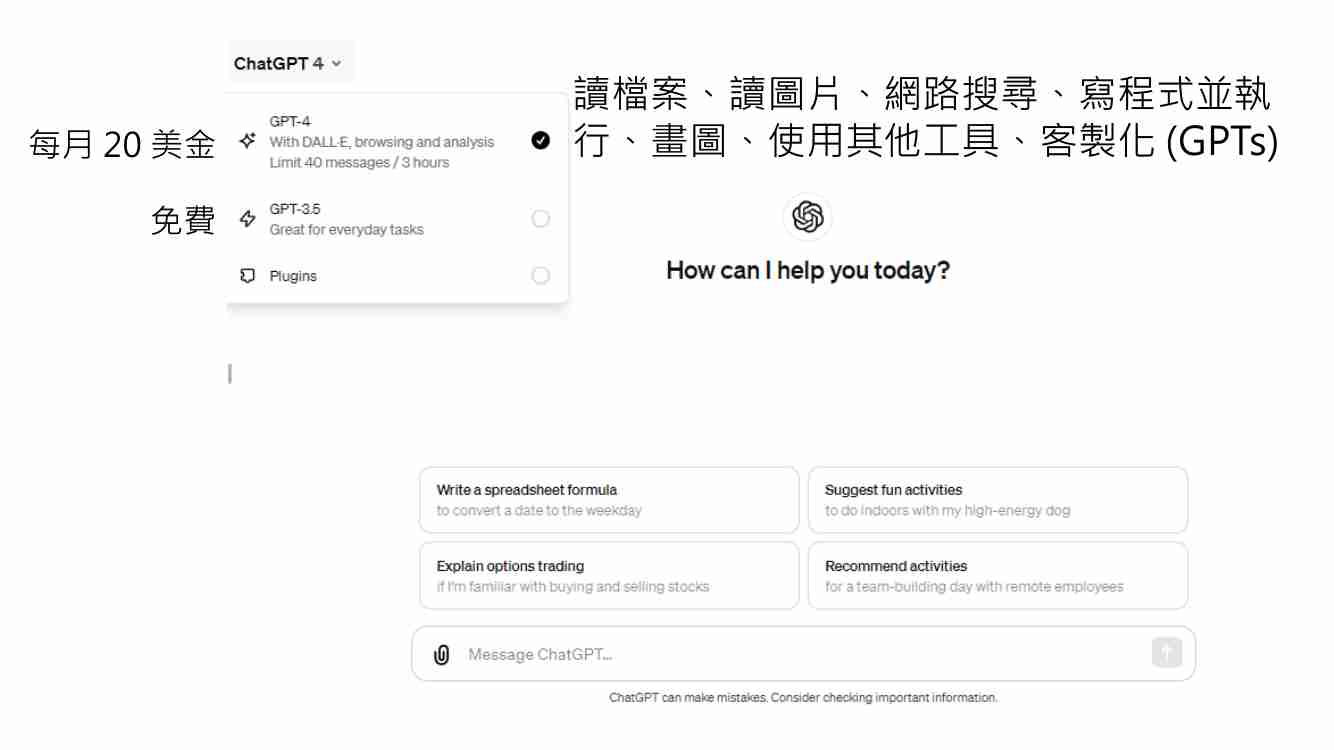 ChatGPT 4
每月 20 美金
GPT-4
With DALL·E, browsing and analysis
Limit 40 messages / 3 hours
讀檔案、讀圖片、網路搜尋、寫程式並執
行、畫圖、使用其他工具、客製化 (GPTs)
免費
GPT-3.5
Great for everyday tasks
Plugins
How can I help you today?
Write a spreadsheet formula
to convert a date to the weekday
Suggest fun activities
to do indoors with my high-energy dog
Explain options trading
if I'm familiar with buying and selling stocks
Recommend activities
for a team-building day with remote employees
Message ChatGPT...
ChatGPT can make mistakes. Consider checking important information.